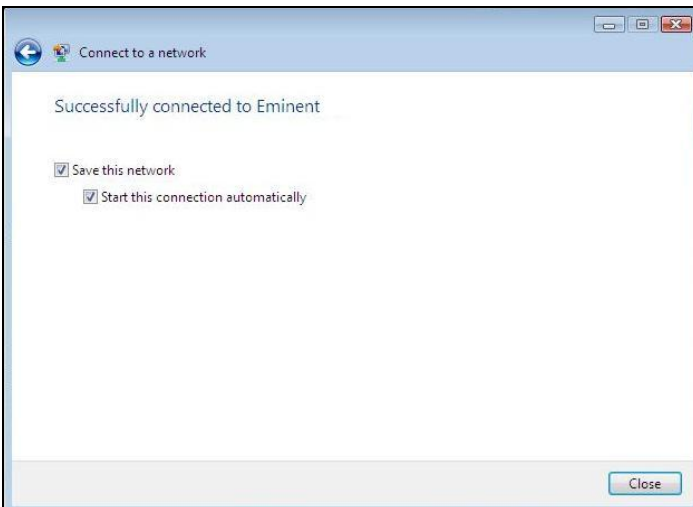 Connect to a network
Successfully connected to Eminent
Save this network
Start this connection automatically
Close